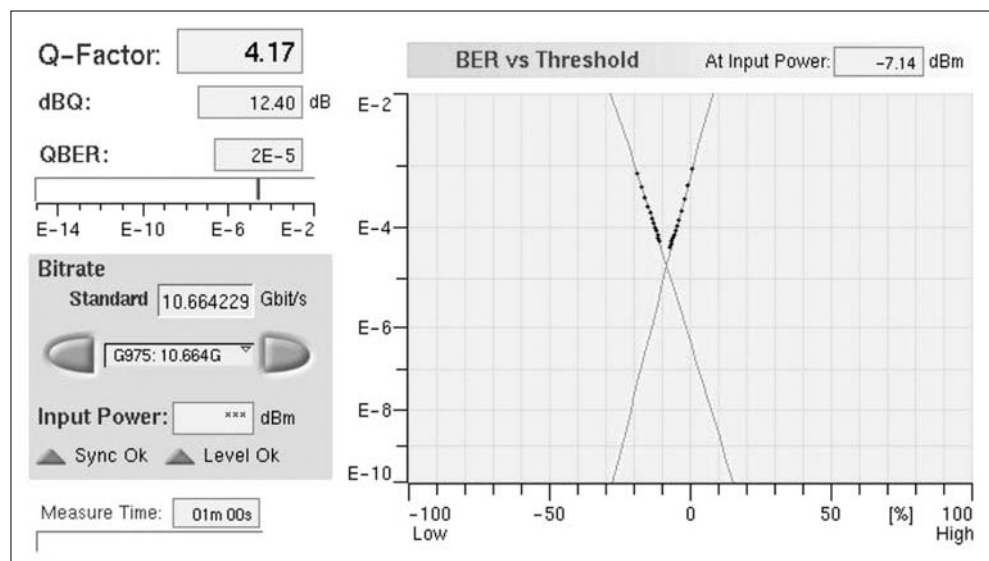 Q-Factor: 4.17
dBQ: 12.40 dB
QBER: 2E-5
E-14 E-10 E-6 E-2
Bitrate
Standard 10.664229 Gbit/s
G975: 10.664G
Input Power: *** dBm
Sync Ok Level Ok
Measure Time: 01m 00s
BER vs Threshold At Input Power: -7.14 dBm
E-2
E-4
E-6
E-8
E-10
-100 -50 0 50 [%] 100
Low High